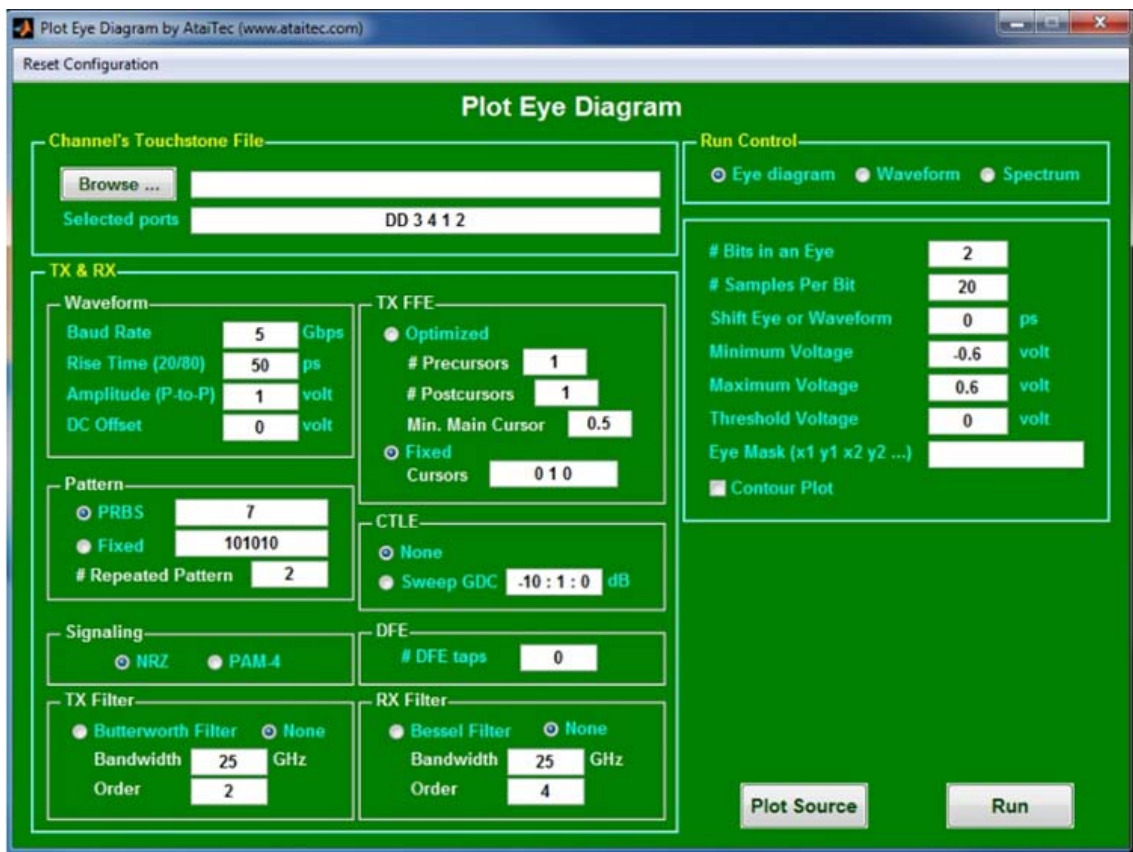 Plot Eye Diagram by AtaiTec (www.ataitec.com)
Reset Configuration
Plot Eye Diagram
Channel's Touchstone File
Browse ...
Selected ports DD 3 4 1 2
TX & RX
Waveform
Baud Rate 5 Gbps
Rise Time (20/80) 50 ps
Amplitude (P-to-P) 1 volt
DC Offset 0 volt
Pattern
PRBS 7
Fixed 101010
# Repeated Pattern 2
Signaling
NRZ PAM-4
TX Filter
Butterworth Filter None
Bandwidth 25 GHz
Order 2
TX FFE
Optimized
# Precursors 1
# Postcursors 1
Min. Main Cursor 0.5
Fixed
Cursors 0 1 0
CTLE
None
Sweep GDC -10 : 1 : 0 dB
DFE
# DFE taps 0
RX Filter
Bessel Filter None
Bandwidth 25 GHz
Order 4
Run Control
Eye diagram Waveform Spectrum
# Bits in an Eye 2
# Samples Per Bit 20
Shift Eye or Waveform 0 ps
Minimum Voltage -0.6 volt
Maximum Voltage 0.6 volt
Threshold Voltage 0 volt
Eye Mask (x1 y1 x2 y2 ...)
Contour Plot
Plot Source Run